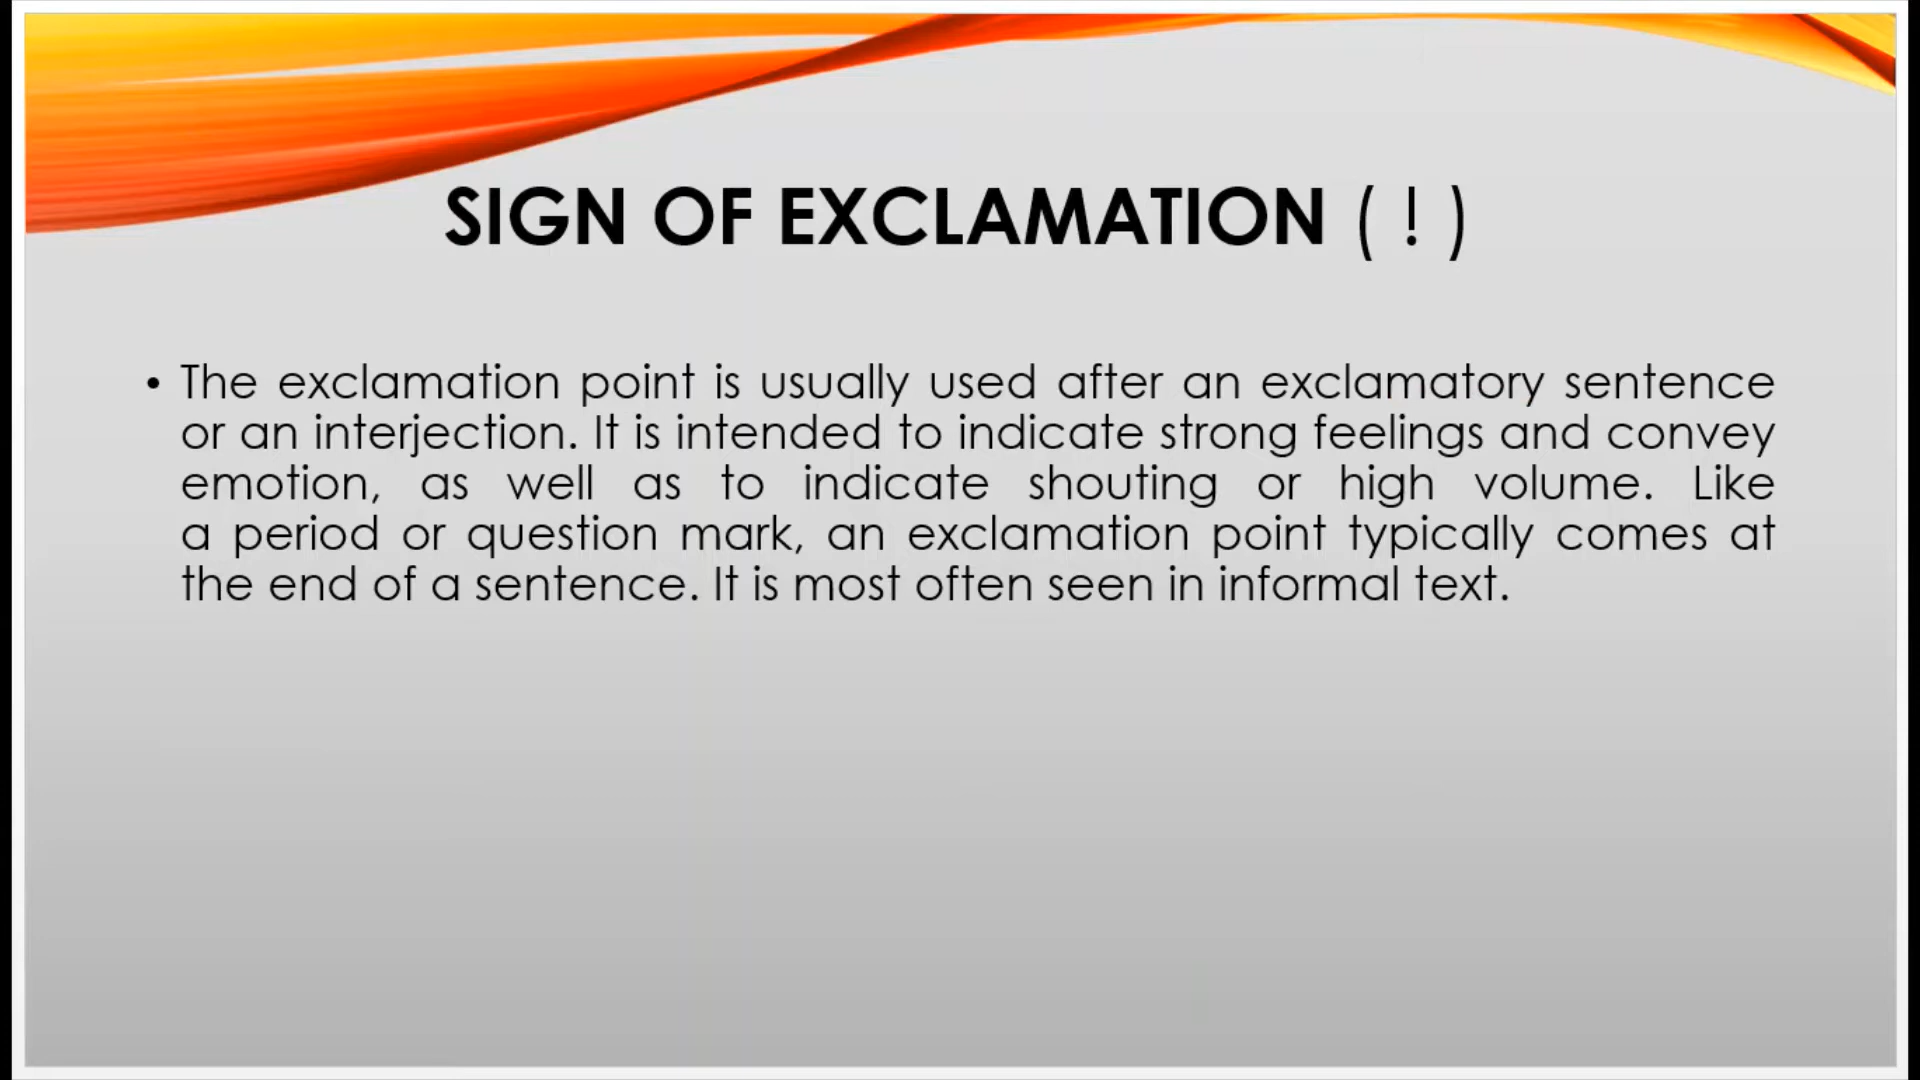 SIGN OF EXCLAMATION ( ! )
• The exclamation point is usually used after an exclamatory sentence
or an interjection. It is intended to indicate strong feelings and convey
emotion, as well as to indicate shouting or high volume. Like
a period or question mark, an exclamation point typically comes at
the end of a sentence. It is most often seen in informal text.